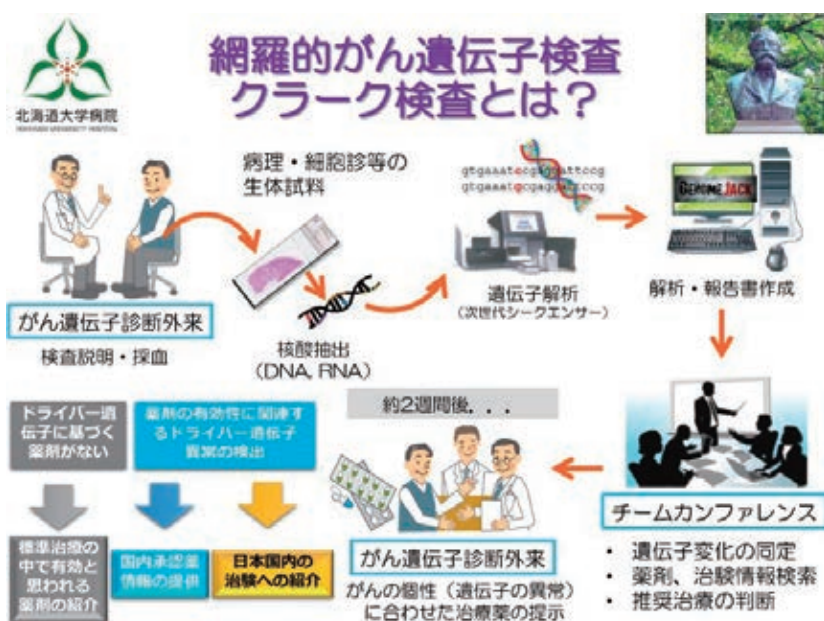 網羅的がん遺伝子検査
クラーク検査とは？
北海道大学病院
HOKKAIDO UNIVERSITY HOSPITAL
病理・細胞診等の
生体試料
gtgaaatccgaggattccg
gtgaaatgcgaggattccg
GENOME JACK
がん遺伝子診断外来
検査説明・採血
核酸抽出
(DNA, RNA)
遺伝子解析
(次世代シークエンサー)
解析・報告書作成
チームカンファレンス
• 遺伝子変化の同定
• 薬剤、治験情報検索
• 推奨治療の判断
約2週間後．．．
がん遺伝子診断外来
がんの個性（遺伝子の異常）
に合わせた治療薬の提示
ドライバー遺
伝子に基づく
薬剤がない
薬剤の有効性に関連す
るドライバー遺伝子
異常の検出
標準治療の
中で有効と
思われる
薬剤の紹介
国内承認薬
情報の提供
日本国内の
治験への紹介